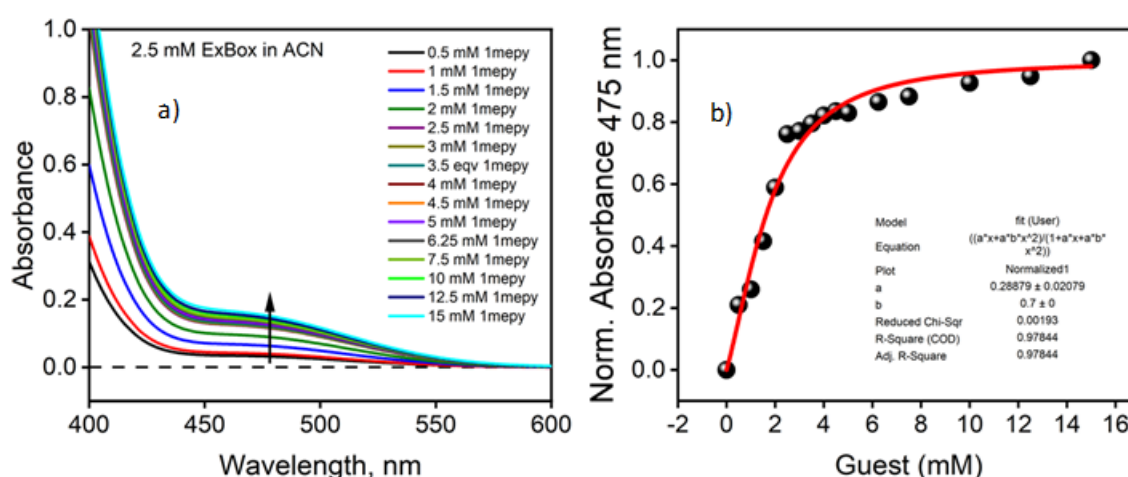 2.5 mM ExBox in ACN
a)
0.5 mM 1mepy
1 mM 1mepy
1.5 mM 1mepy
2 mM 1mepy
2.5 mM 1mepy
3 mM 1mepy
3.5 eqv 1mepy
4 mM 1mepy
4.5 mM 1mepy
5 mM 1mepy
6.25 mM 1mepy
7.5 mM 1mepy
10 mM 1mepy
12.5 mM 1mepy
15 mM 1mepy
Absorbance
1.0
0.8
0.6
0.4
0.2
0.0
400 450 500 550 600
Wavelength, nm
b)
Norm. Absorbance 475 nm
1.0
0.8
0.6
0.4
0.2
0.0
Model fit (User)
Equation ((a*x+a*b*x^2)/(1+a*x+a*b*
x^2))
Plot Normalized1
a 0.28879 ± 0.02079
b 0.7 ± 0
Reduced Chi-Sqr 0.00193
R-Square (COD) 0.97844
Adj. R-Square 0.97844
-2 0 2 4 6 8 10 12 14 16
Guest (mM)